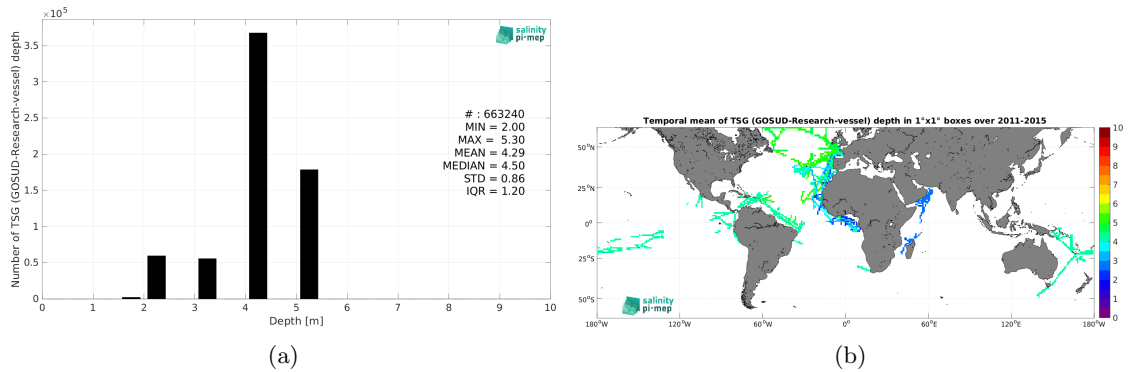 ×10⁵
3.5
3
2.5
2
1.5
1
0.5
0
Number of TSG (GOSUD-Research-vessel) depth
salinity
pi-mep
# : 663240
MIN = 2.00
MAX = 5.30
MEAN = 4.29
MEDIAN = 4.50
STD = 0.86
IQR = 1.20
0 1 2 3 4 5 6 7 8 9 10
Depth [m]
(a)
Temporal mean of TSG (GOSUD-Research-vessel) depth in 1°x1° boxes over 2011-2015
50°N
25°N
0°
25°S
50°S
180°W 120°W 60°W 0° 60°E 120°E 180°W
salinity
pi-mep
10
9
8
7
6
5
4
3
2
1
0
(b)